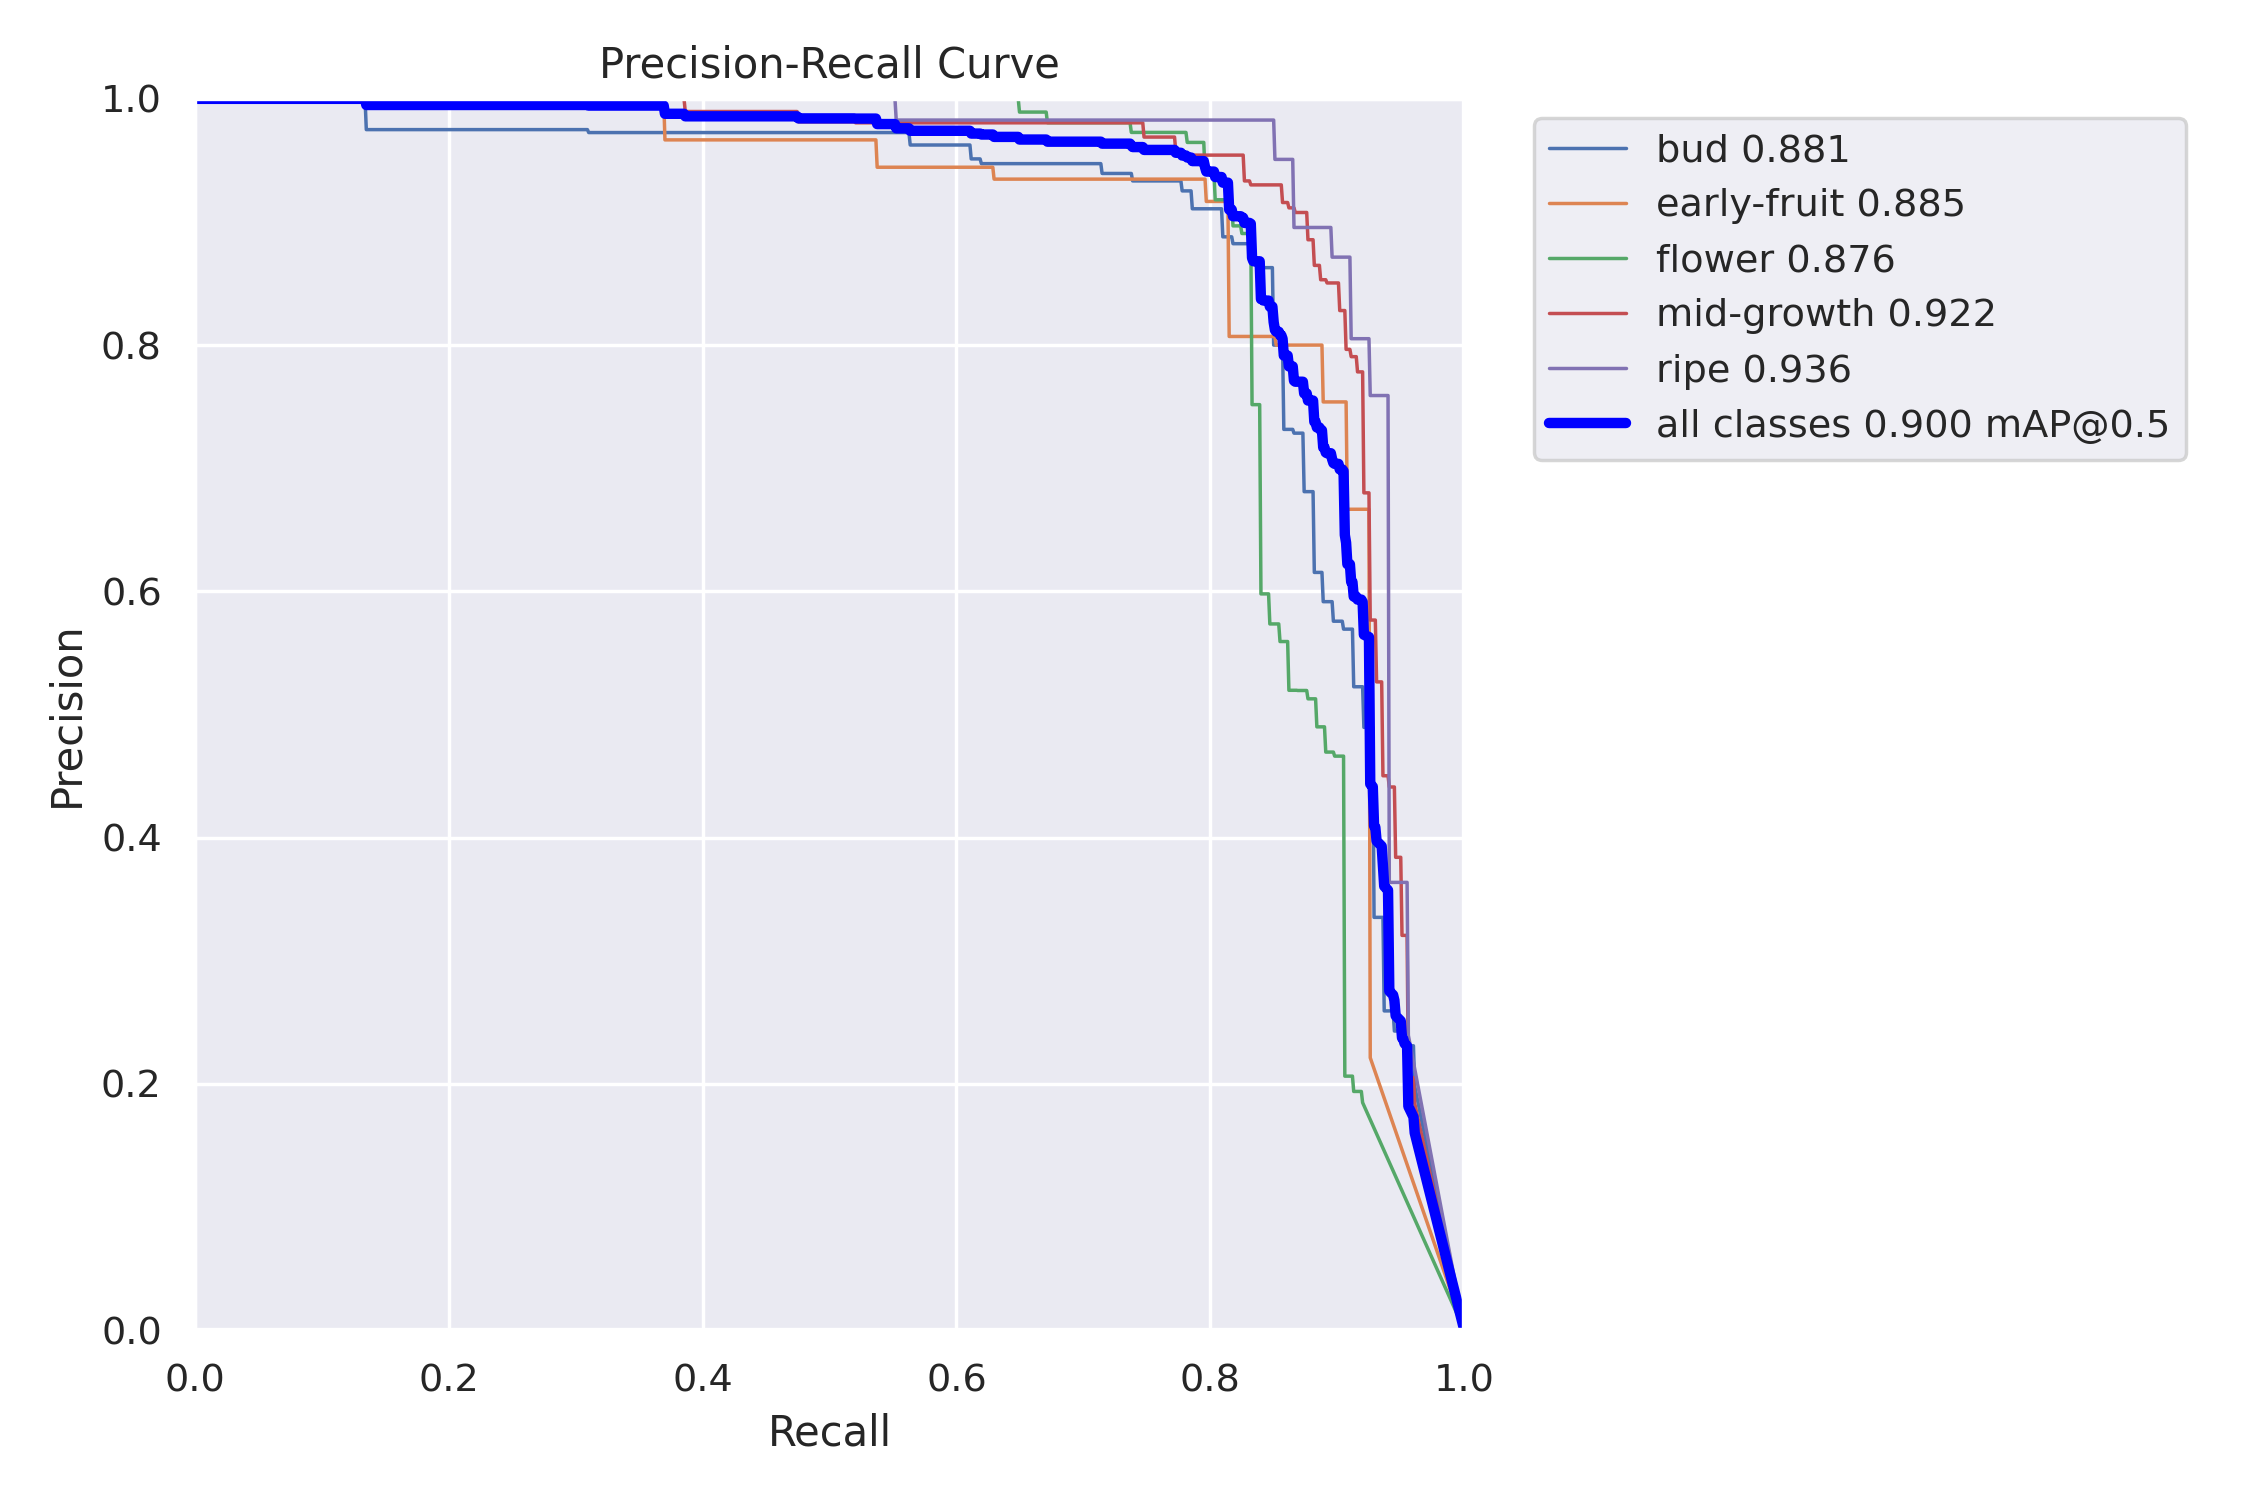 Precision-Recall Curve
1.0
0.8
0.6
0.4
0.2
0.0
Precision
0.0 0.2 0.4 0.6 0.8 1.0
Recall
bud 0.881
early-fruit 0.885
flower 0.876
mid-growth 0.922
ripe 0.936
all classes 0.900 mAP@0.5